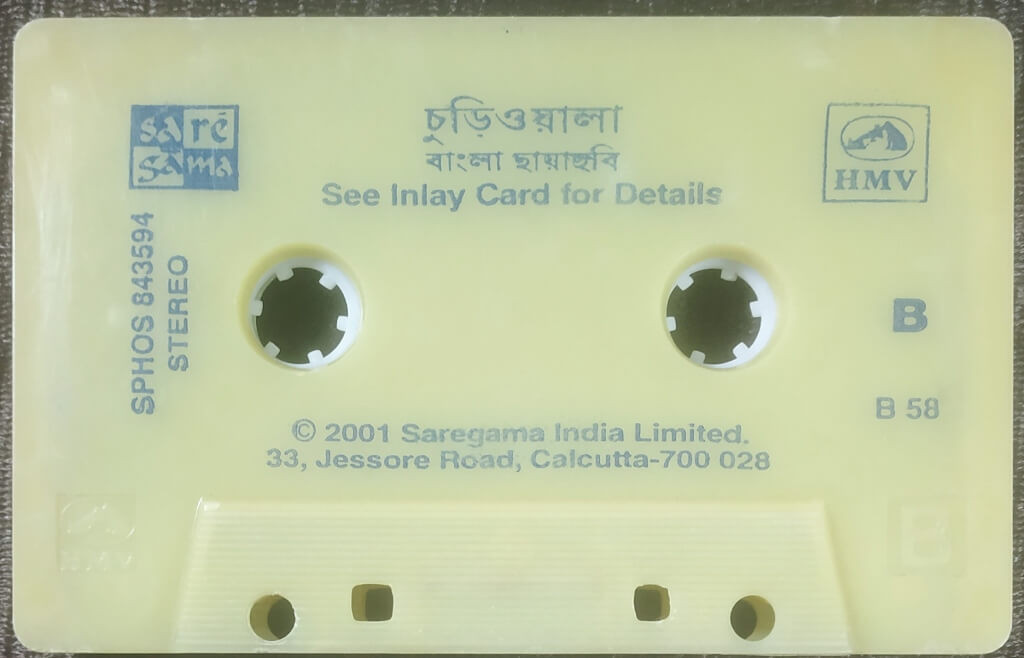 সা re
SA ma
চুড়িওয়ালা
বাংলা ছায়াছবি
See Inlay Card for Details
HMV
SPHOS 843594
STEREO
B
B 58
© 2001 Saregama India Limited.
33, Jessore Road, Calcutta-700 028
HMV
B